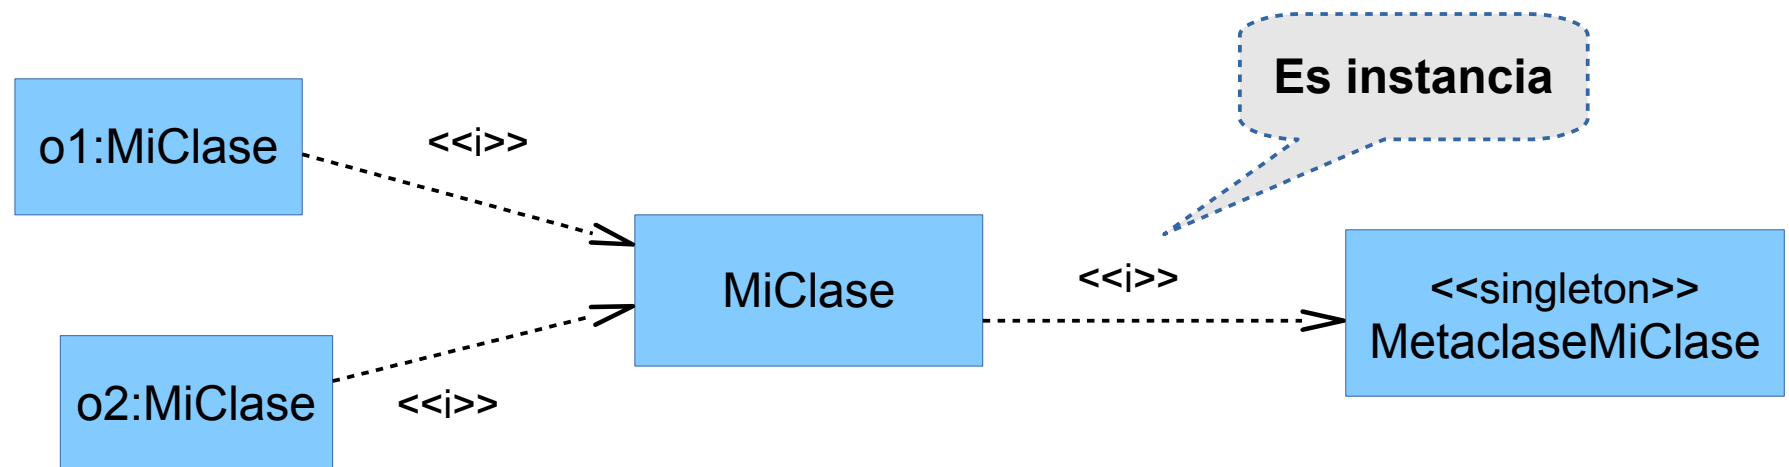 Es instancia
o1:MiClase
<<i>>
MiClase
<<i>>
<<singleton>>
MetaclaseMiClase
o2:MiClase
<<i>>